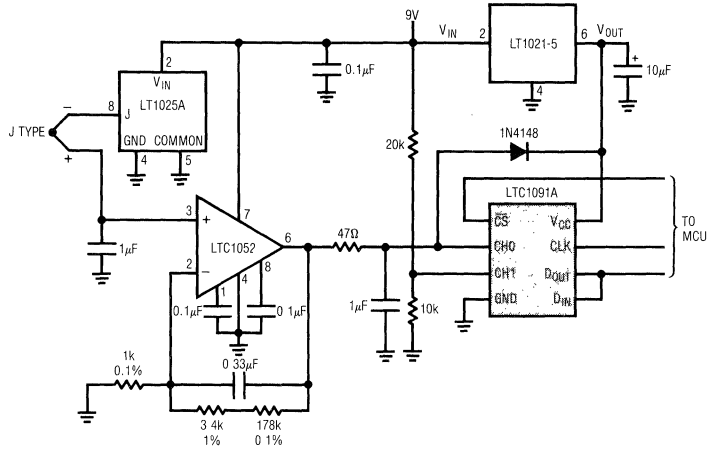 9V
VIN
2
LT1021-5
6
VOUT
4
+
10µF
2
VIN
LT1025A
8
J
GND
COMMON
4
5
0.1µF
J TYPE
−
+
20k
1N4148
LTC1091A
CS
VCC
CH0
CLK
CH1
DOUT
GND
DIN
TO
MCU
3
+
7
LTC1052
6
2
−
1
4
8
47Ω
1µF
0.1µF
0 1µF
1µF
10k
1k
0.1%
0 33µF
3 4k
1%
178k
0 1%